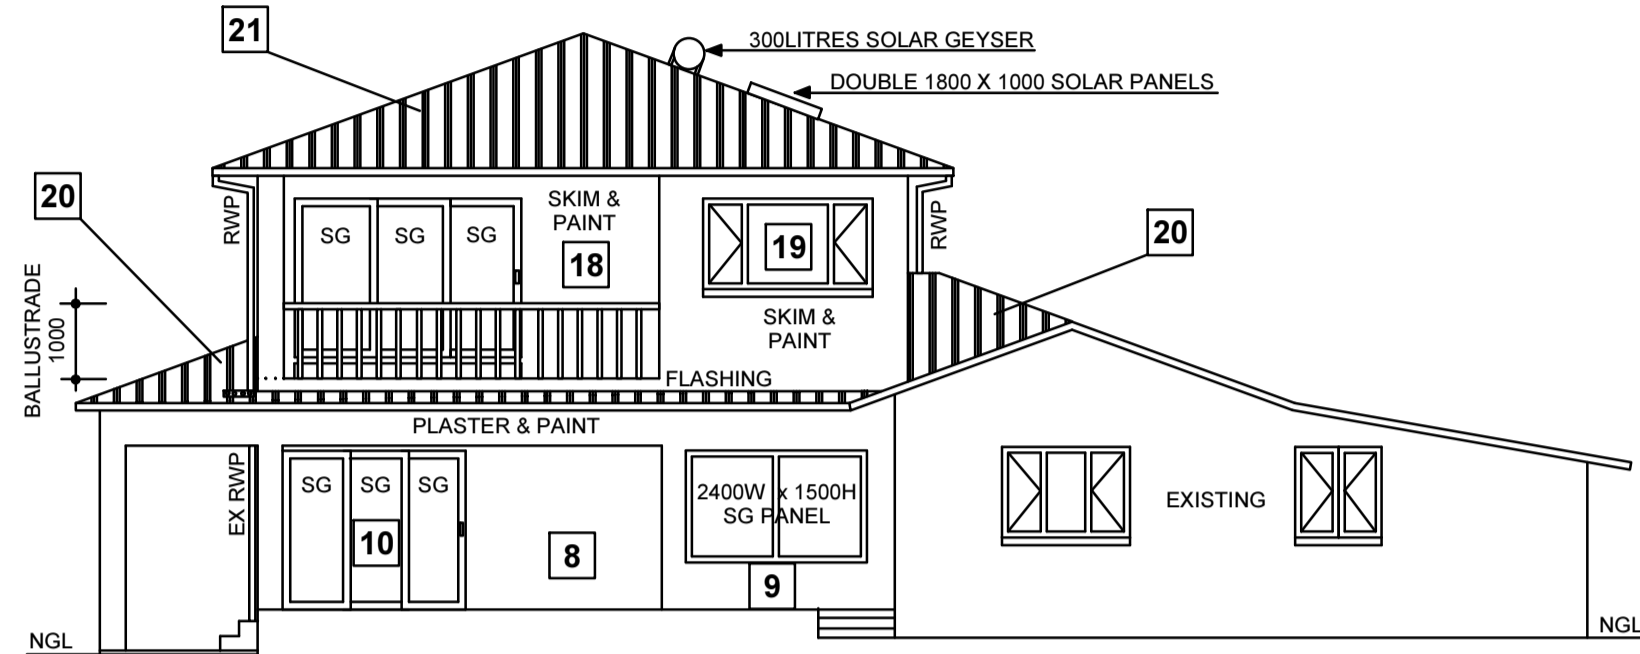 21
300LITRES SOLAR GEYSER
DOUBLE 1800 X 1000 SOLAR PANELS
20
RWP
SKIM &
PAINT
SG
SG
SG
18
19
RWP
20
BALLUSTRADE
1000
SKIM &
PAINT
FLASHING
PLASTER & PAINT
EX RWP
SG
SG
SG
10
8
2400W x 1500H
SG PANEL
9
EXISTING
NGL
NGL